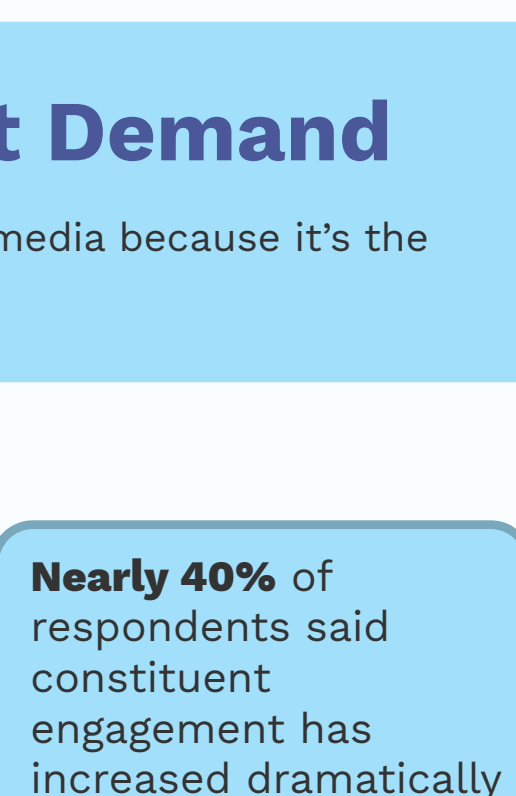 t Demand
media because it’s the
Nearly 40% of
respondents said
constituent
engagement has
increased dramatically